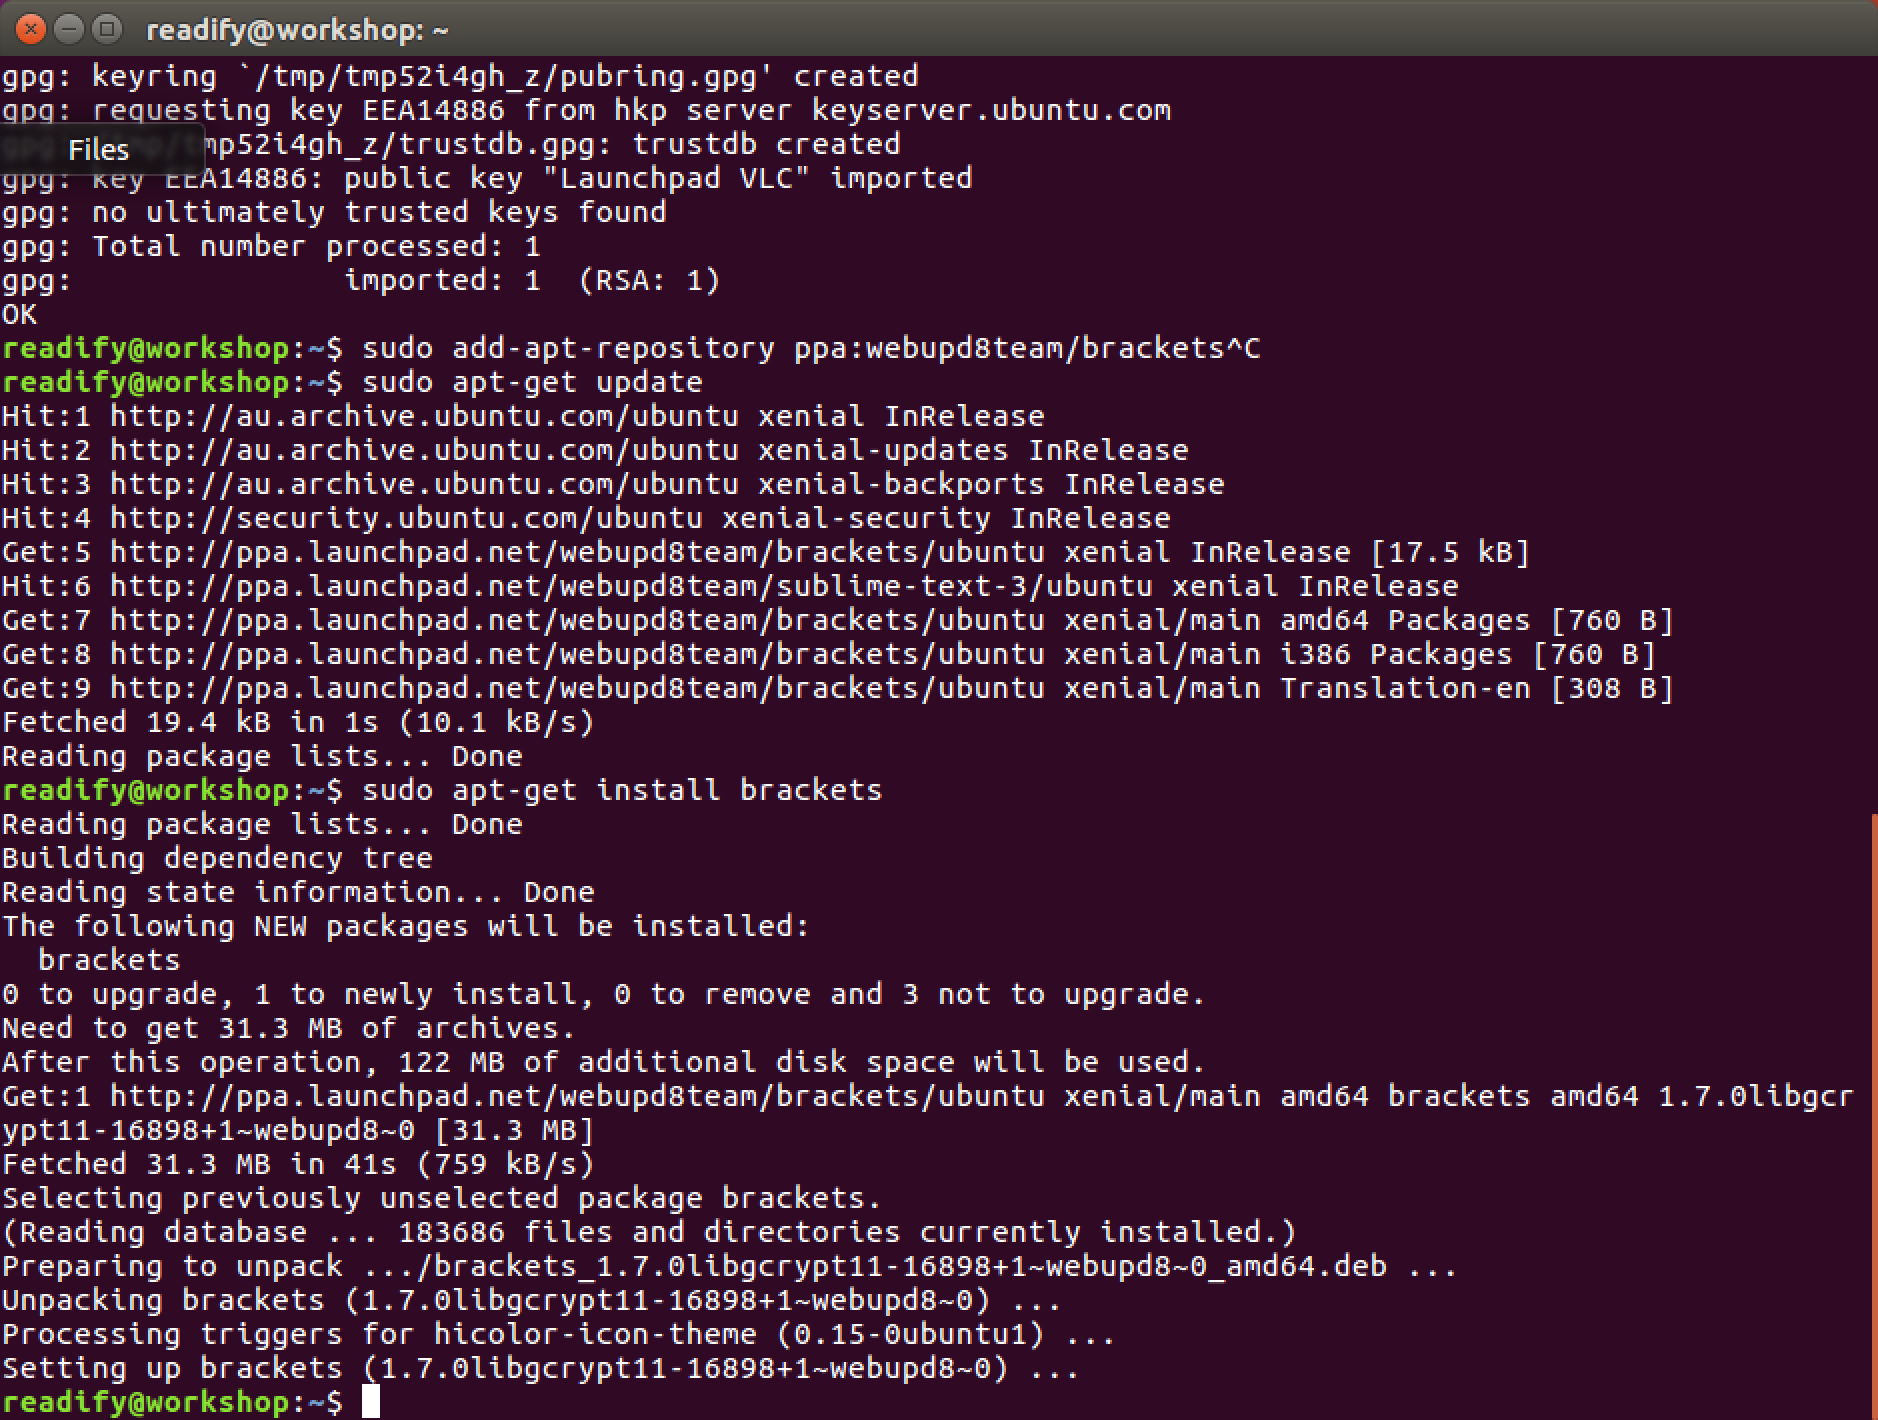 readify@workshop: ~
gpg: keyring `/tmp/tmp52i4gh_z/pubring.gpg' created
gpg: requesting key EEA14886 from hkp server keyserver.ubuntu.com
Files
gpg: /tmp/tmp52i4gh_z/trustdb.gpg: trustdb created
gpg: key EEA14886: public key "Launchpad VLC" imported
gpg: no ultimately trusted keys found
gpg: Total number processed: 1
gpg:               imported: 1  (RSA: 1)
OK
readify@workshop:~$ sudo add-apt-repository ppa:webupd8team/brackets^C
readify@workshop:~$ sudo apt-get update
Hit:1 http://au.archive.ubuntu.com/ubuntu xenial InRelease
Hit:2 http://au.archive.ubuntu.com/ubuntu xenial-updates InRelease
Hit:3 http://au.archive.ubuntu.com/ubuntu xenial-backports InRelease
Hit:4 http://security.ubuntu.com/ubuntu xenial-security InRelease
Get:5 http://ppa.launchpad.net/webupd8team/brackets/ubuntu xenial InRelease [17.5 kB]
Hit:6 http://ppa.launchpad.net/webupd8team/sublime-text-3/ubuntu xenial InRelease
Get:7 http://ppa.launchpad.net/webupd8team/brackets/ubuntu xenial/main amd64 Packages [760 B]
Get:8 http://ppa.launchpad.net/webupd8team/brackets/ubuntu xenial/main i386 Packages [760 B]
Get:9 http://ppa.launchpad.net/webupd8team/brackets/ubuntu xenial/main Translation-en [308 B]
Fetched 19.4 kB in 1s (10.1 kB/s)
Reading package lists... Done
readify@workshop:~$ sudo apt-get install brackets
Reading package lists... Done
Building dependency tree
Reading state information... Done
The following NEW packages will be installed:
  brackets
0 to upgrade, 1 to newly install, 0 to remove and 3 not to upgrade.
Need to get 31.3 MB of archives.
After this operation, 122 MB of additional disk space will be used.
Get:1 http://ppa.launchpad.net/webupd8team/brackets/ubuntu xenial/main amd64 brackets amd64 1.7.0libgcr
ypt11-16898+1~webupd8~0 [31.3 MB]
Fetched 31.3 MB in 41s (759 kB/s)
Selecting previously unselected package brackets.
(Reading database ... 183686 files and directories currently installed.)
Preparing to unpack .../brackets_1.7.0libgcrypt11-16898+1~webupd8~0_amd64.deb ...
Unpacking brackets (1.7.0libgcrypt11-16898+1~webupd8~0) ...
Processing triggers for hicolor-icon-theme (0.15-0ubuntu1) ...
Setting up brackets (1.7.0libgcrypt11-16898+1~webupd8~0) ...
readify@workshop:~$